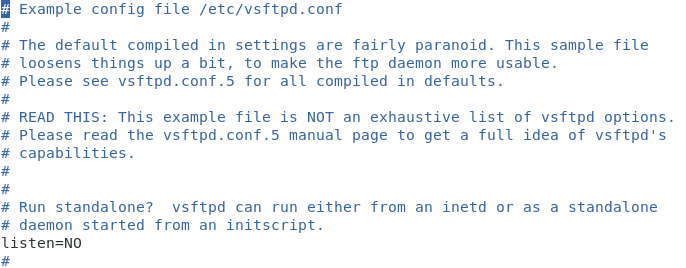 # Example config file /etc/vsftpd.conf
#
# The default compiled in settings are fairly paranoid. This sample file
# loosens things up a bit, to make the ftp daemon more usable.
# Please see vsftpd.conf.5 for all compiled in defaults.
#
# READ THIS: This example file is NOT an exhaustive list of vsftpd options.
# Please read the vsftpd.conf.5 manual page to get a full idea of vsftpd's
# capabilities.
#
#
# Run standalone?  vsftpd can run either from an inetd or as a standalone
# daemon started from an initscript.
listen=NO
#